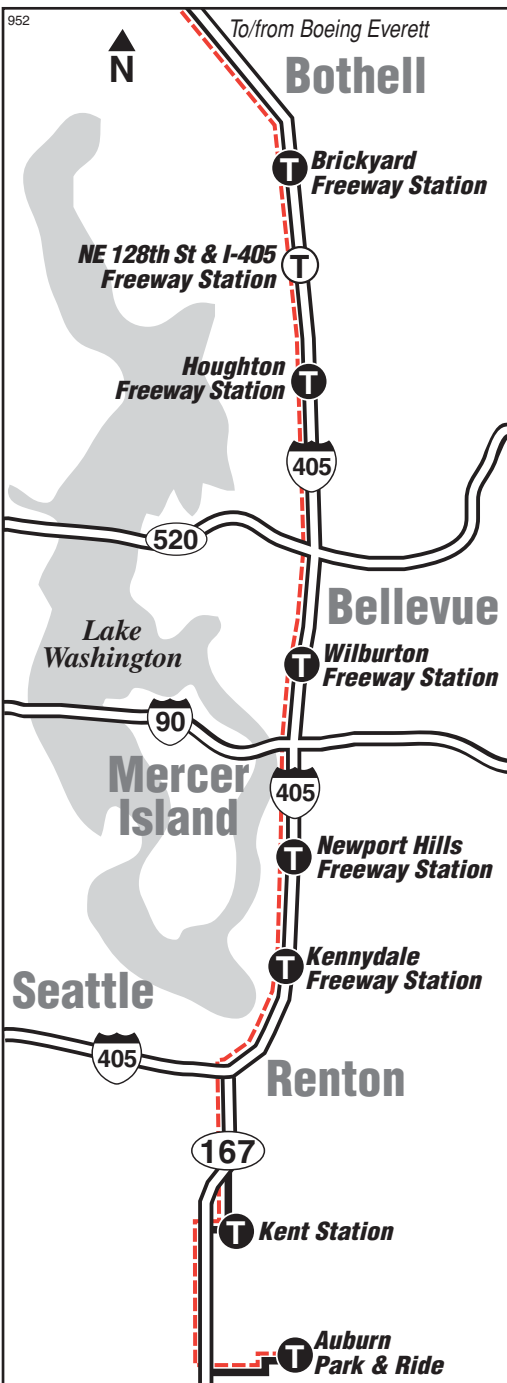 952
To/from Boeing Everett
N
Bothell
T
Brickyard
Freeway Station
NE 128th St & I-405
Freeway Station
T
Houghton
Freeway Station
T
405
520
Bellevue
Lake
Washington
T
Wilburton
Freeway Station
90
Mercer
Island
405
T
Newport Hills
Freeway Station
T
Kennydale
Freeway Station
Seattle
405
Renton
167
T
Kent Station
T
Auburn
Park & Ride